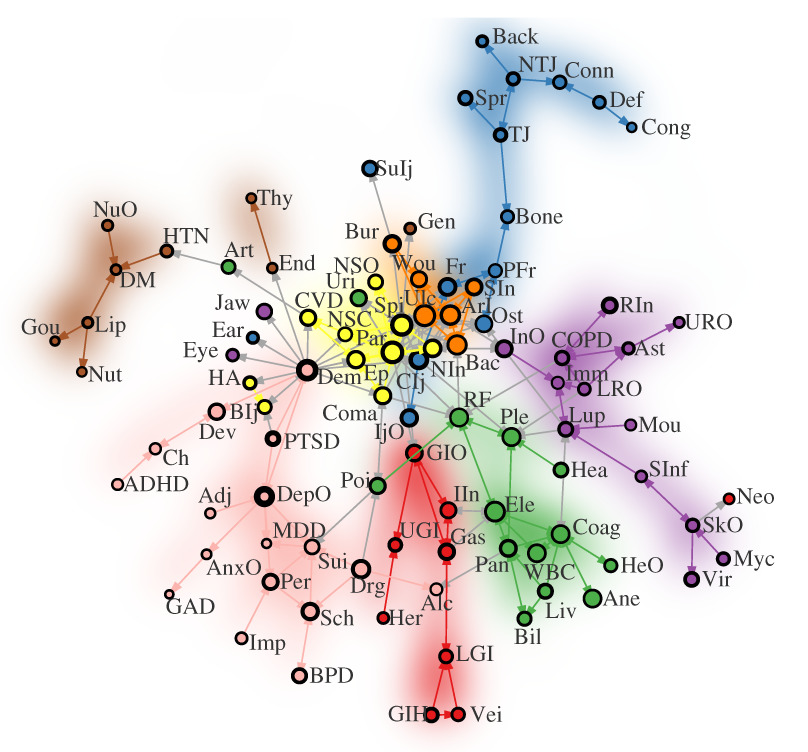 Back
NTJ
Conn
Spr
Def
Cong
TJ
SuIj
Thy
NuO
Gen
Bone
Bur
HTN
Art
NSO
Wou
Fr
PFr
DM
End
Uri
SIn
Jaw
CVD
Spi
Ulc
ArI
Ost
RIn
Gou
Lip
Ear
NSC
Par
InO
COPD
URO
Eye
NIn
Bac
Ast
Nut
HA
Dem
Ep
CIj
Imm
LRO
BIj
Coma
RF
Ple
Lup
Mou
Dev
IjO
PTSD
GIO
Ch
Hea
SInf
ADHD
Poi
DepO
IIn
Ele
Neo
Adj
SkO
MDD
UGI
Gas
Coag
AnxO
Sui
Pan
WBC
HeO
Myc
Per
Drg
Vir
GAD
Alc
Liv
Ane
Sch
Her
Imp
Bil
LGI
BPD
GIH
Vei